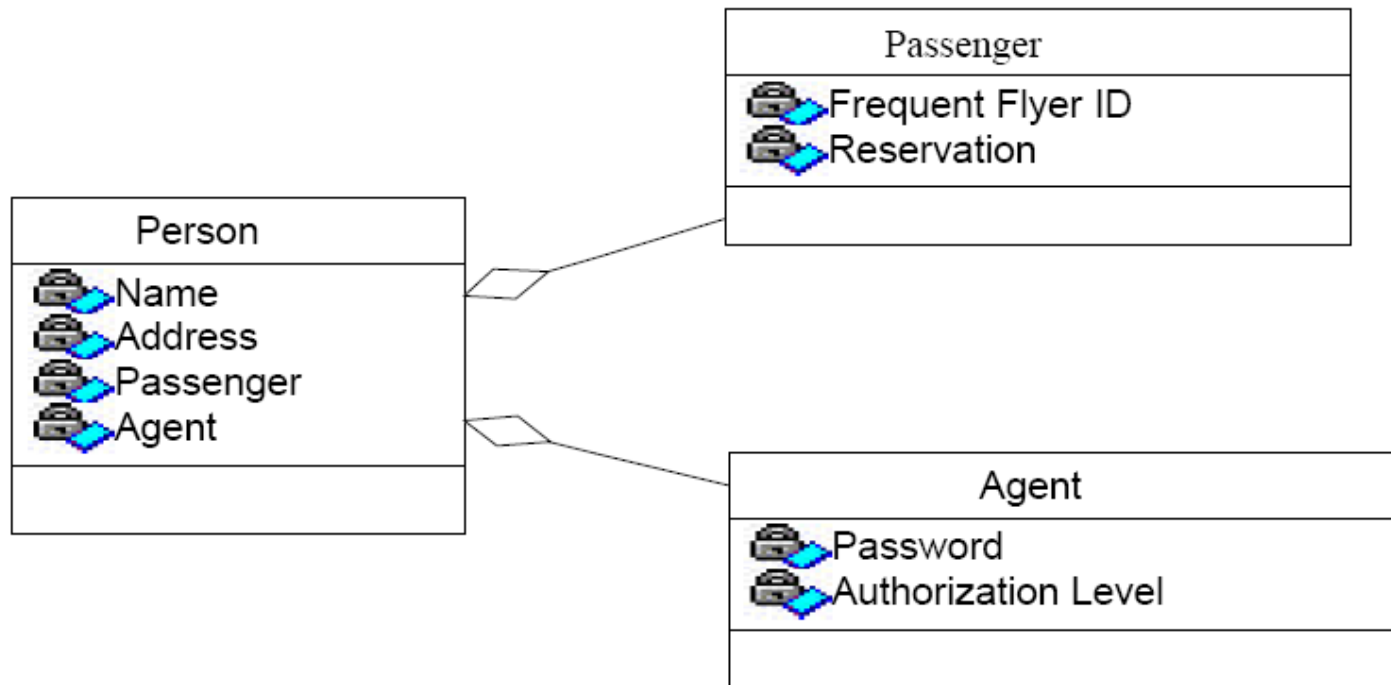 Passenger
Frequent Flyer ID
Reservation
Person
Name
Address
Passenger
Agent
Agent
Password
Authorization Level